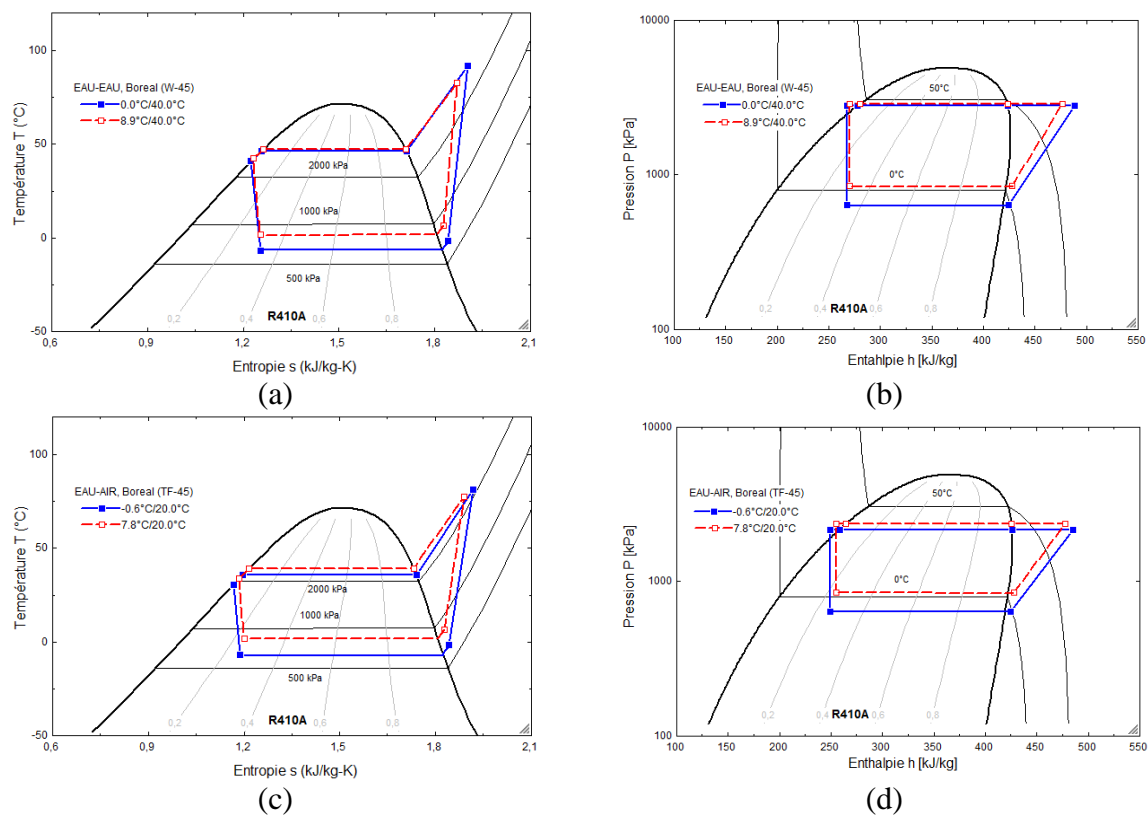 100
50
0
-50
0,6
0,9
1,2
1,5
1,8
2,1
Température T (°C)
Entropie s (kJ/kg-K)
EAU-EAU, Boreal (W-45)
0.0°C/40.0°C
8.9°C/40.0°C
2000 kPa
1000 kPa
500 kPa
0,2
0,4
0,6
0,8
R410A
(a)
10000
1000
100
100
150
200
250
300
350
400
450
500
550
Pression P [kPa]
Entahlpie h [kJ/kg]
EAU-EAU, Boreal (W-45)
0.0°C/40.0°C
8.9°C/40.0°C
50°C
0°C
0,2
0,4
0,6
0,8
R410A
(b)
100
50
0
-50
0,6
0,9
1,2
1,5
1,8
2,1
Température T (°C)
Entropie s (kJ/kg-K)
EAU-AIR, Boreal (TF-45)
-0.6°C/20.0°C
7.8°C/20.0°C
2000 kPa
1000 kPa
500 kPa
0,2
0,4
0,6
0,8
R410A
(c)
10000
1000
100
100
150
200
250
300
350
400
450
500
550
Pression P [kPa]
Enthalpie h [kJ/kg]
EAU-AIR, Boreal (TF-45)
-0.6°C/20.0°C
7.8°C/20.0°C
50°C
0°C
0,2
0,4
0,6
0,8
R410A
(d)